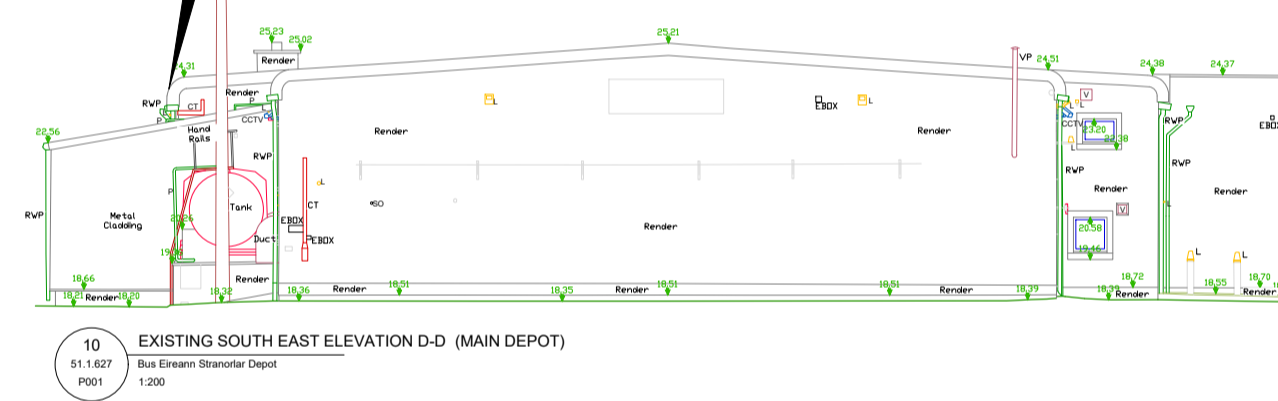 25.23
25.02
25.21
Render
24.31
VP
24.51
24.38
24.37
Render
P
L
EBOX
L
L
V
RWP
CT
RWP
EBOX
P
CCTV
CCTV
23.20
22.56
Hand
Rails
Render
Render
22.38
L
RWP
RWP
RWP
L
P
CT
Render
Render
SO
V
RWP
Metal
Cladding
Tank
EBOX
EBOX
Duct
Render
20.58
19.46
L
L
Render
18.66
18.72
18.70
18.21
Render
18.20
18.32
18.36
Render
18.51
18.35
Render
18.51
18.51
Render
18.39
18.39
Render
18.55
Render
10
51.1.627
P001
EXISTING SOUTH EAST ELEVATION D-D (MAIN DEPOT)
Bus Eireann Stranorlar Depot
1:200